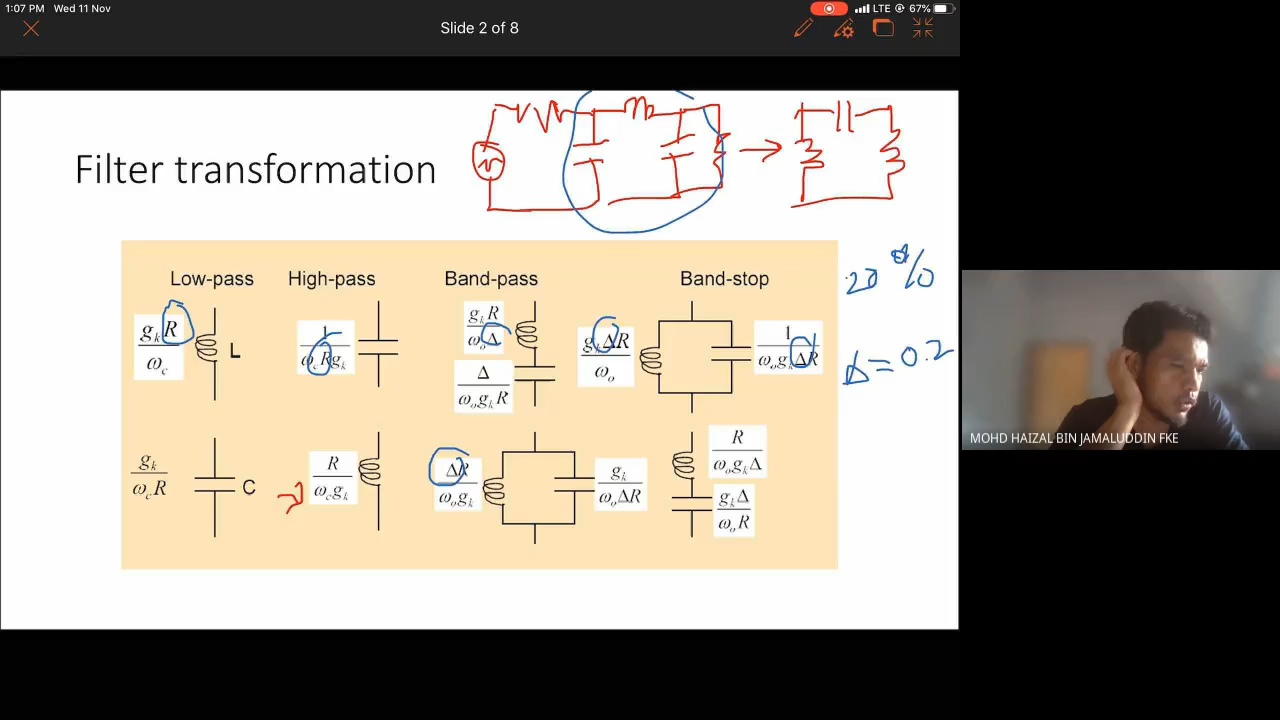 1:07 PM Wed 11 Nov
LTE 67%
Slide 2 of 8
Filter transformation
Low-pass High-pass Band-pass Band-stop
g_k R / ω_c
L
1 / ω_c R g_k
g_k R / ω_o Δ
Δ / ω_o g_k R
g_k Δ R / ω_o
1 / ω_o g_k Δ R
g_k / ω_c R
C
R / ω_c g_k
Δ R / ω_o g_k
g_k / ω_o Δ R
R / ω_o g_k Δ
g_k Δ / ω_o R
20 %
Δ = 0.2
MOHD HAIZAL BIN JAMALUDDIN FKE